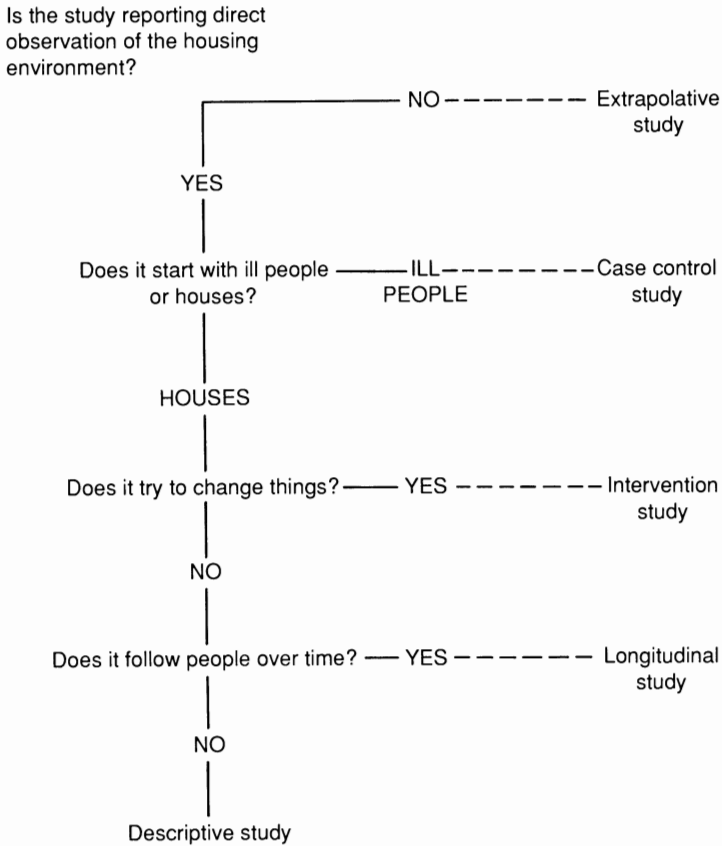 Is the study reporting direct
observation of the housing
environment?
NO
Extrapolative
study
YES
Does it start with ill people
or houses?
ILL
PEOPLE
Case control
study
HOUSES
Does it try to change things?
YES
Intervention
study
NO
Does it follow people over time?
YES
Longitudinal
study
NO
Descriptive study